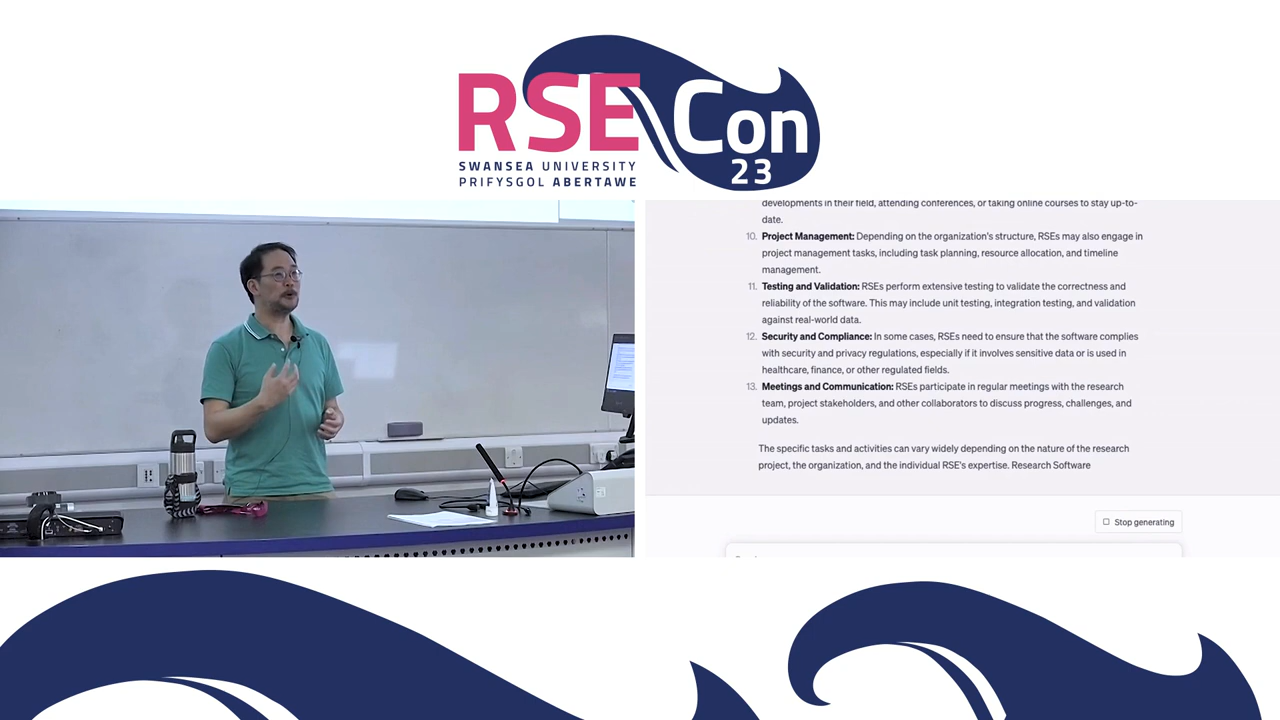 RSE Con
23
SWANSEA UNIVERSITY
PRIFYSGOL ABERTAWE
developments in their field, attending conferences, or taking online courses to stay up-to-
date.
10. Project Management: Depending on the organization's structure, RSEs may also engage in
project management tasks, including task planning, resource allocation, and timeline
management.
11. Testing and Validation: RSEs perform extensive testing to validate the correctness and
reliability of the software. This may include unit testing, integration testing, and validation
against real-world data.
12. Security and Compliance: In some cases, RSEs need to ensure that the software complies
with security and privacy regulations, especially if it involves sensitive data or is used in
healthcare, finance, or other regulated fields.
13. Meetings and Communication: RSEs participate in regular meetings with the research
team, project stakeholders, and other collaborators to discuss progress, challenges, and
updates.
The specific tasks and activities can vary widely depending on the nature of the research
project, the organization, and the individual RSE's expertise. Research Software
Stop generating